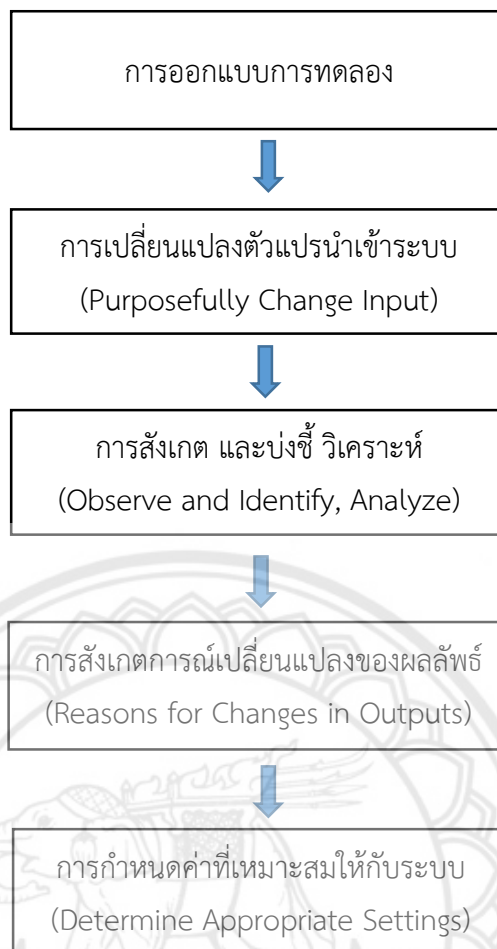 การออกแบบการทดลอง
การเปลี่ยนแปลงตัวแปรนำเข้าระบบ
(Purposefully Change Input)
การสังเกต และบ่งชี้ วิเคราะห์
(Observe and Identify, Analyze)
การสังเกตการณ์เปลี่ยนแปลงของผลลัพธ์
(Reasons for Changes in Outputs)
การกำหนดค่าที่เหมาะสมให้กับระบบ
(Determine Appropriate Settings)